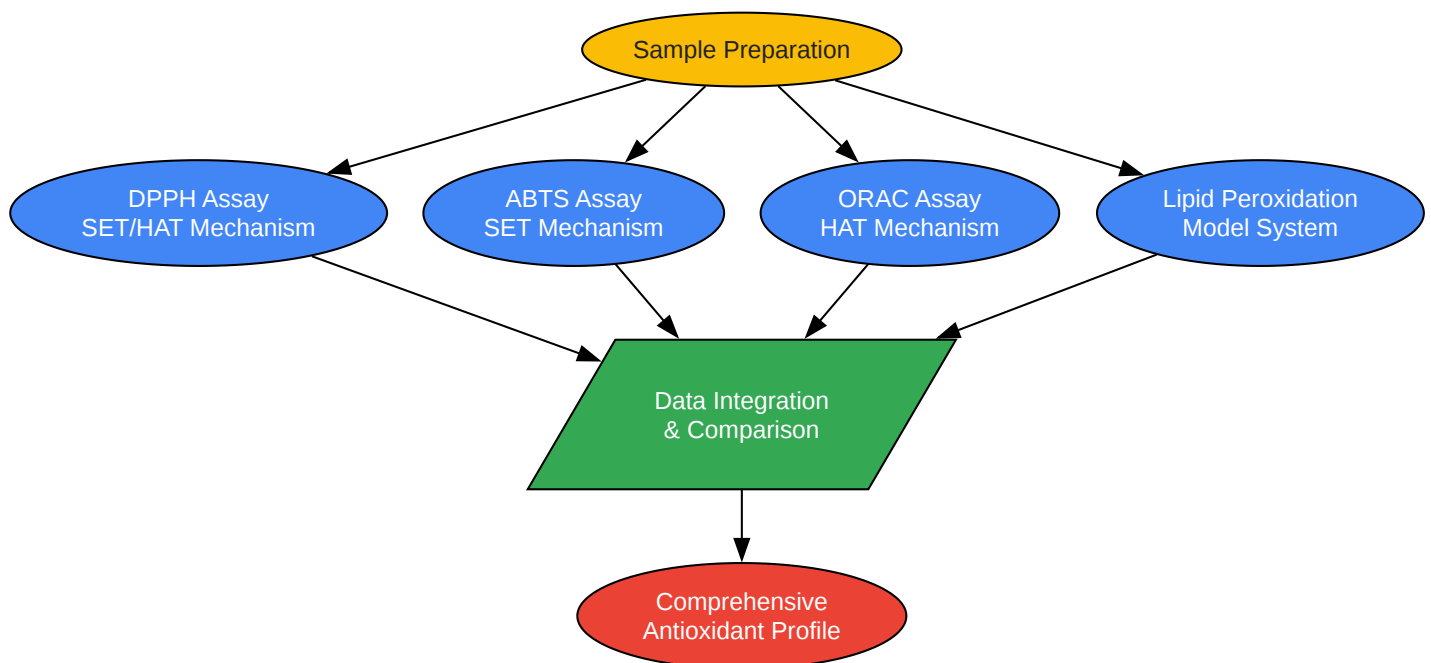 Sample Preparation
DPPH Assay
SET/HAT Mechanism
ABTS Assay
SET Mechanism
ORAC Assay
HAT Mechanism
Lipid Peroxidation
Model System
Data Integration
& Comparison
Comprehensive
Antioxidant Profile